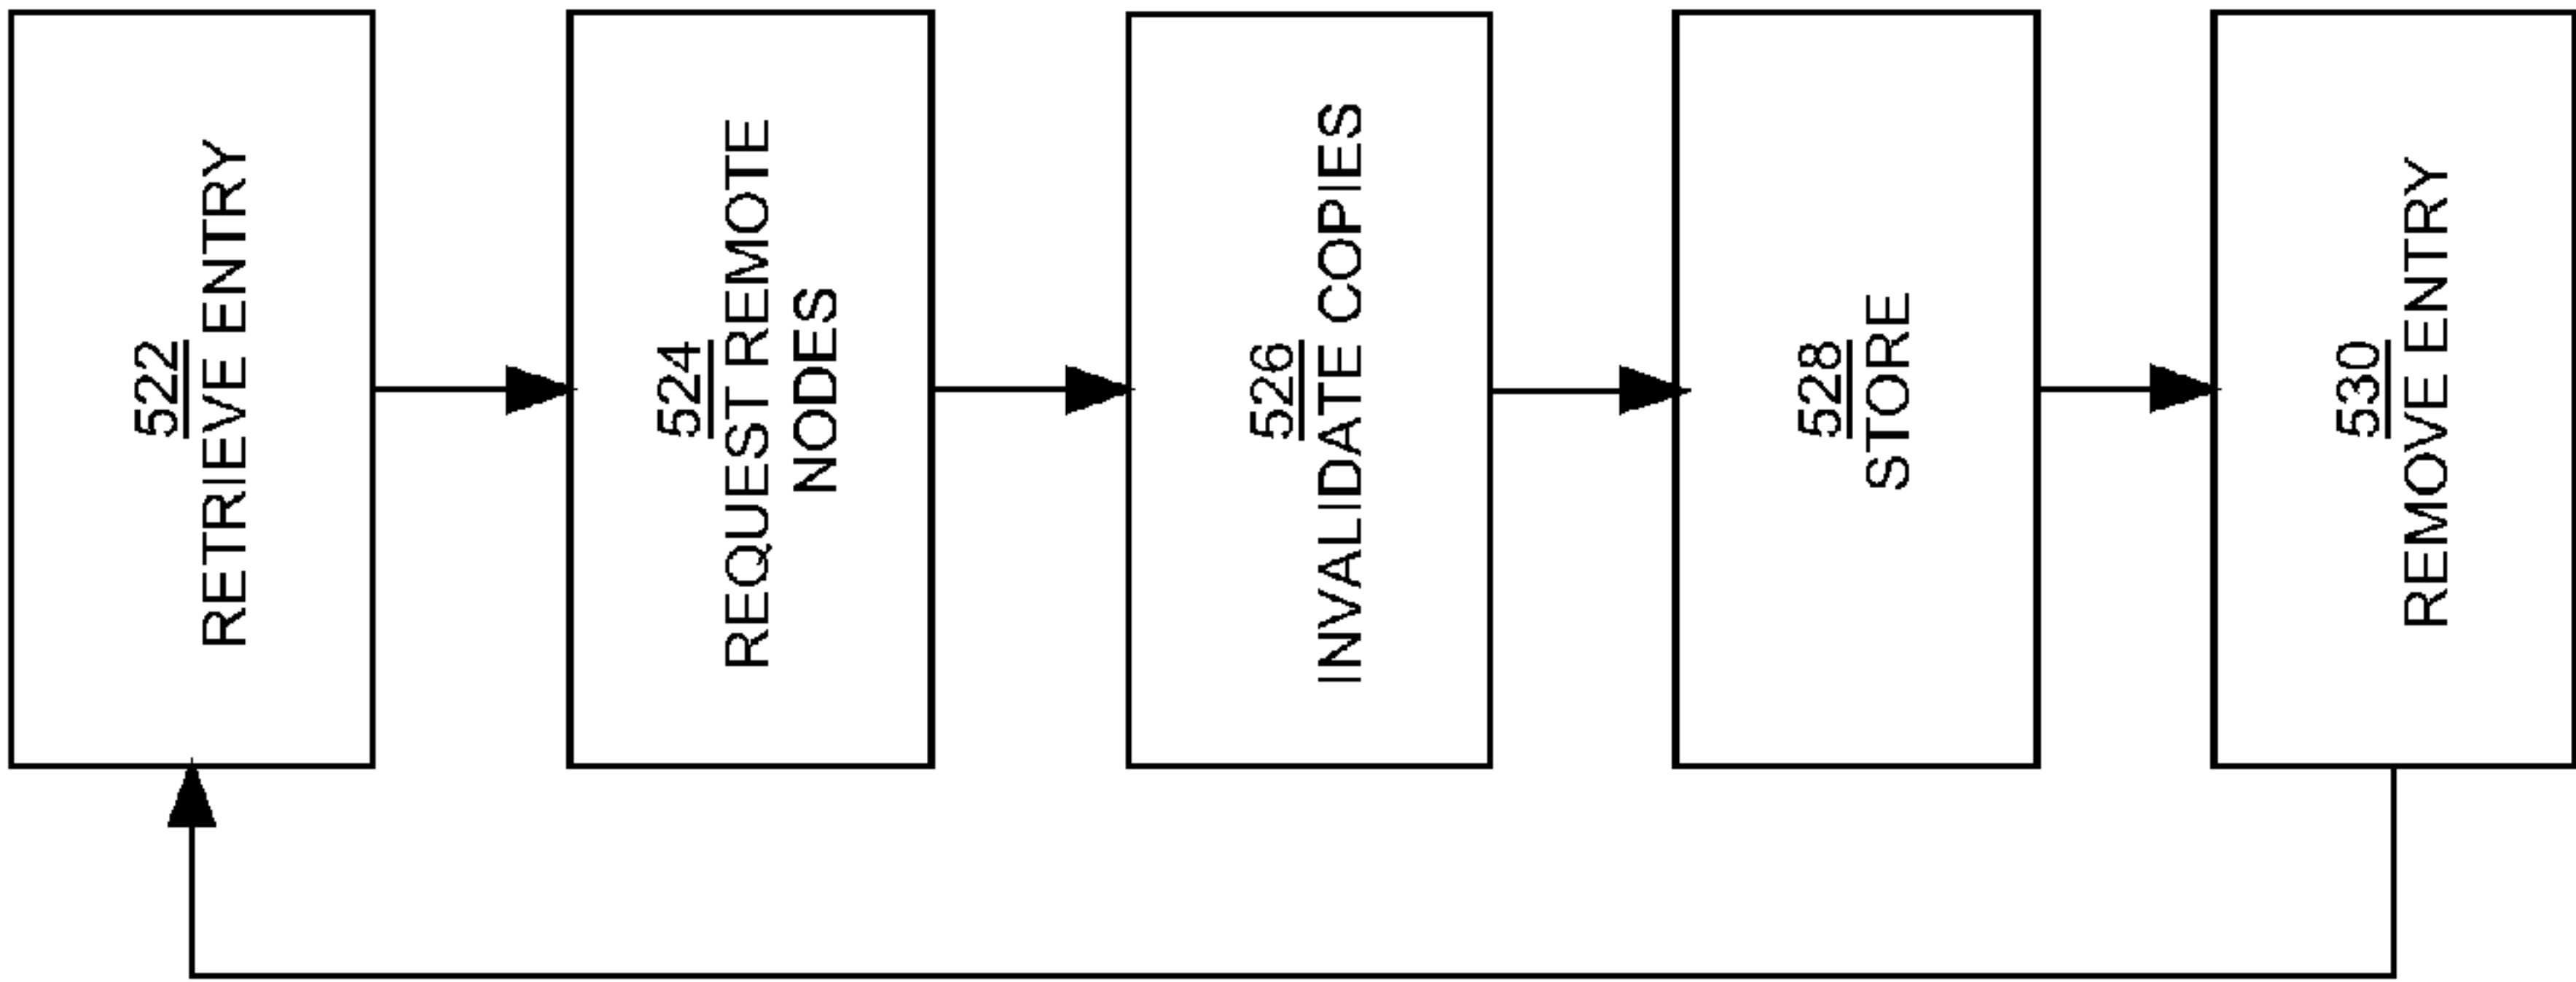 522
RETRIEVE ENTRY
524
REQUEST REMOTE
NODES
526
INVALIDATE COPIES
528
STORE
530
REMOVE ENTRY